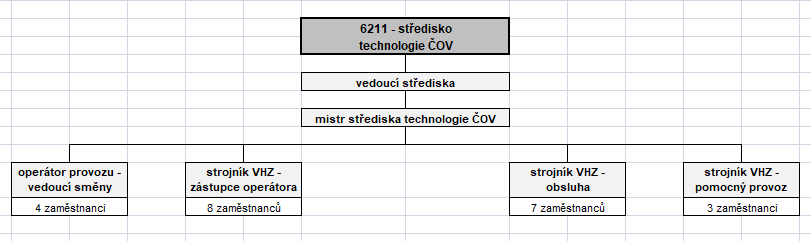 6211 - středisko
technologie ČOV
vedoucí střediska
mistr střediska technologie ČOV
operátor provozu -
vedoucí směny
4 zaměstnanci
strojník VHZ -
zástupce operátora
8 zaměstnanců
strojník VHZ -
obsluha
7 zaměstnanců
strojník VHZ -
pomocný provoz
3 zaměstnanci